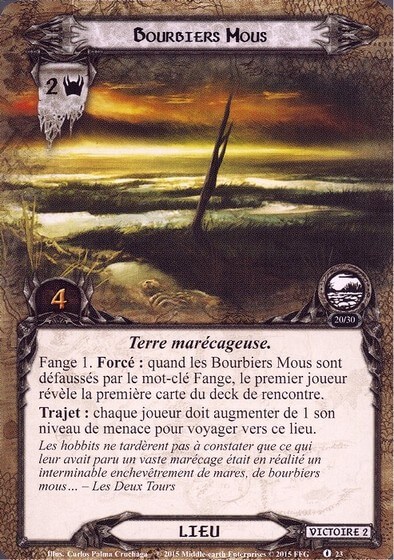 Bourbiers Mous
2
4
20/30
Terre marécageuse.
Fange 1. Forcé : quand les Bourbiers Mous sont
défaussés par le mot-clé Fange, le premier joueur
révèle la première carte du deck de rencontre.
Trajet : chaque joueur doit augmenter de 1 son
niveau de menace pour voyager vers ce lieu.
Les hobbits ne tardèrent pas à constater que ce qui
leur avait paru un vaste marécage était en réalité un
interminable enchevêtrement de mares, de bourbiers
mous... – Les Deux Tours
LIEU
VICTOIRE 2
Illus. Carlos Palma Cruchaga © 2015 Middle-earth Enterprises © 2015 FFG 23